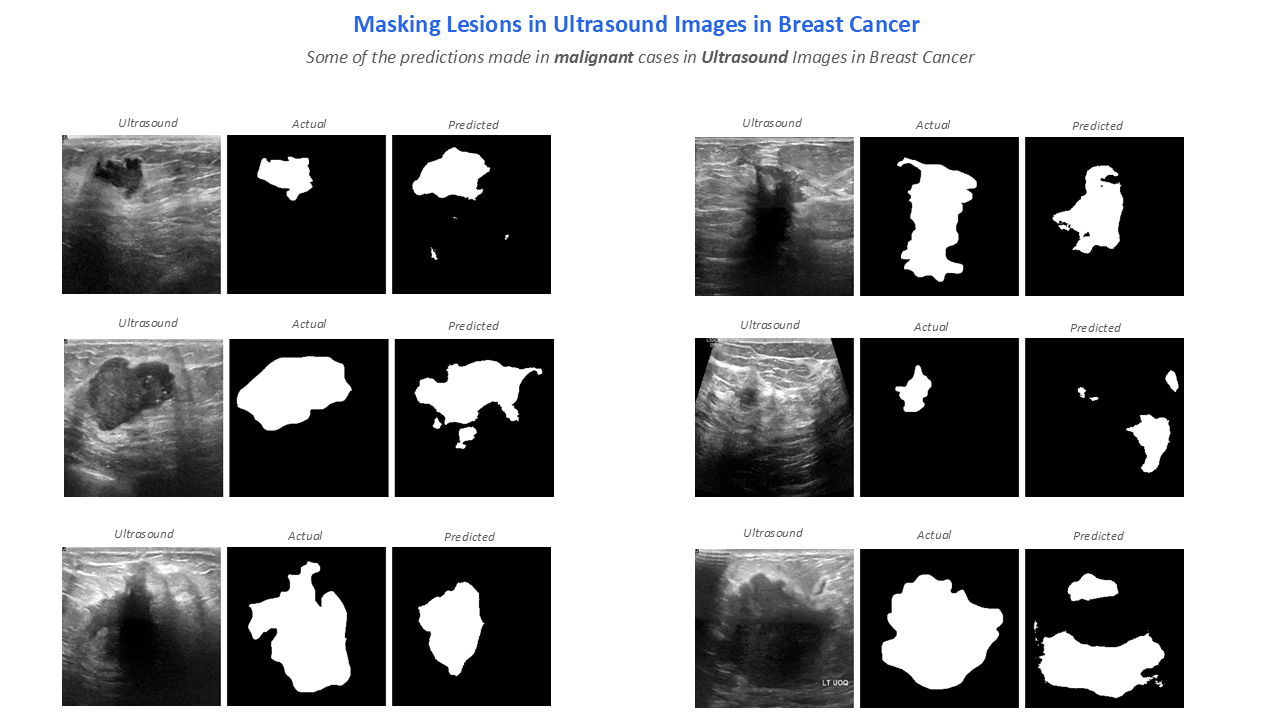 Masking Lesions in Ultrasound Images in Breast Cancer
Some of the predictions made in malignant cases in Ultrasound Images in Breast Cancer
Ultrasound Actual Predicted
Ultrasound Actual Predicted
Ultrasound Actual Predicted
Ultrasound Actual Predicted
Ultrasound Actual Predicted
Ultrasound Actual Predicted
LT UOQ